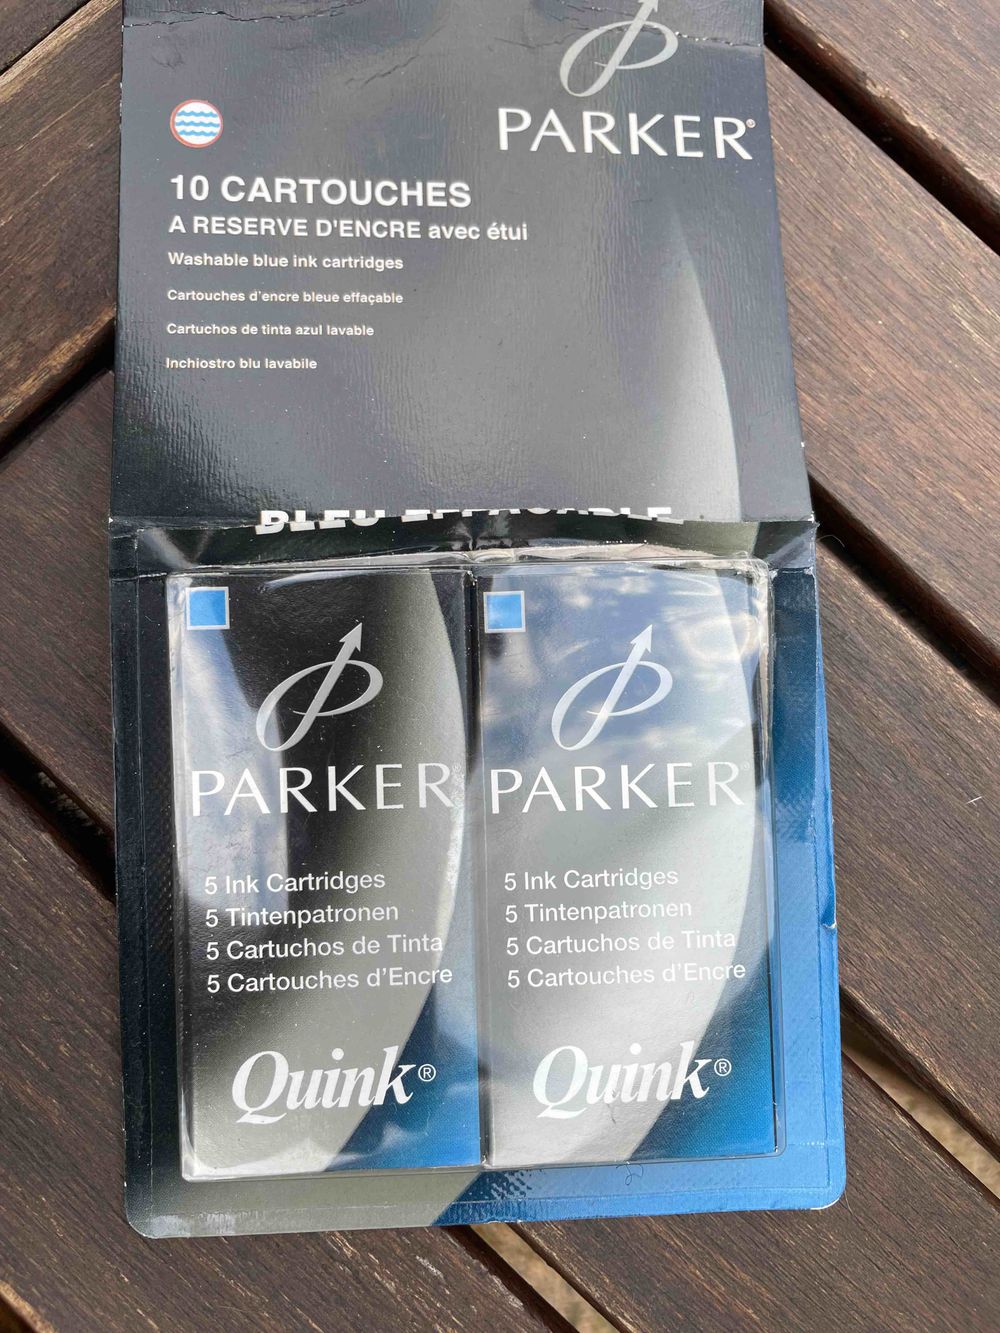 PARKER®
10 CARTOUCHES
A RESERVE D'ENCRE avec étui
Washable blue ink cartridges
Cartouches d'encre bleue effaçable
Cartuchos de tinta azul lavable
Inchiostro blu lavabile
BLEU EFFACABLE
PARKER®
5 Ink Cartridges
5 Tintenpatronen
5 Cartuchos de Tinta
5 Cartouches d'Encre
Quink®
PARKER®
5 Ink Cartridges
5 Tintenpatronen
5 Cartuchos de Tinta
5 Cartouches d'Encre
Quink®